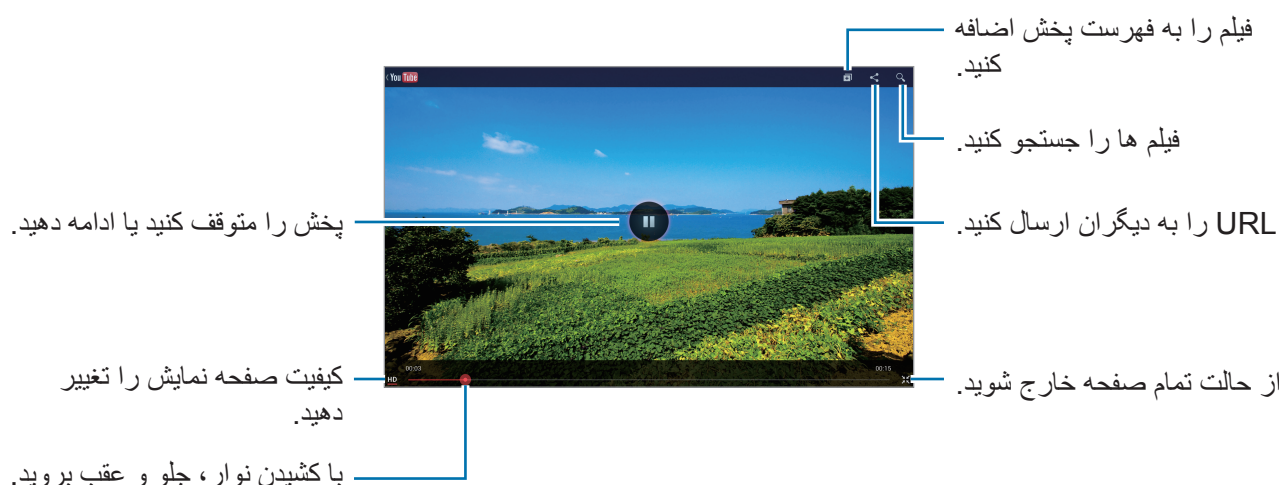 فیلم را به فهرست پخش اضافه
کنید.
You Tube
فیلم ها را جستجو کنید.
URL را به دیگران ارسال کنید.
پخش را متوقف کنید یا ادامه دهید.
00:03
00:15
HD
کیفیت صفحه نمایش را تغییر
دهید.
از حالت تمام صفحه خارج شوید.
با کشیدن نوار، جلو و عقب بروید.